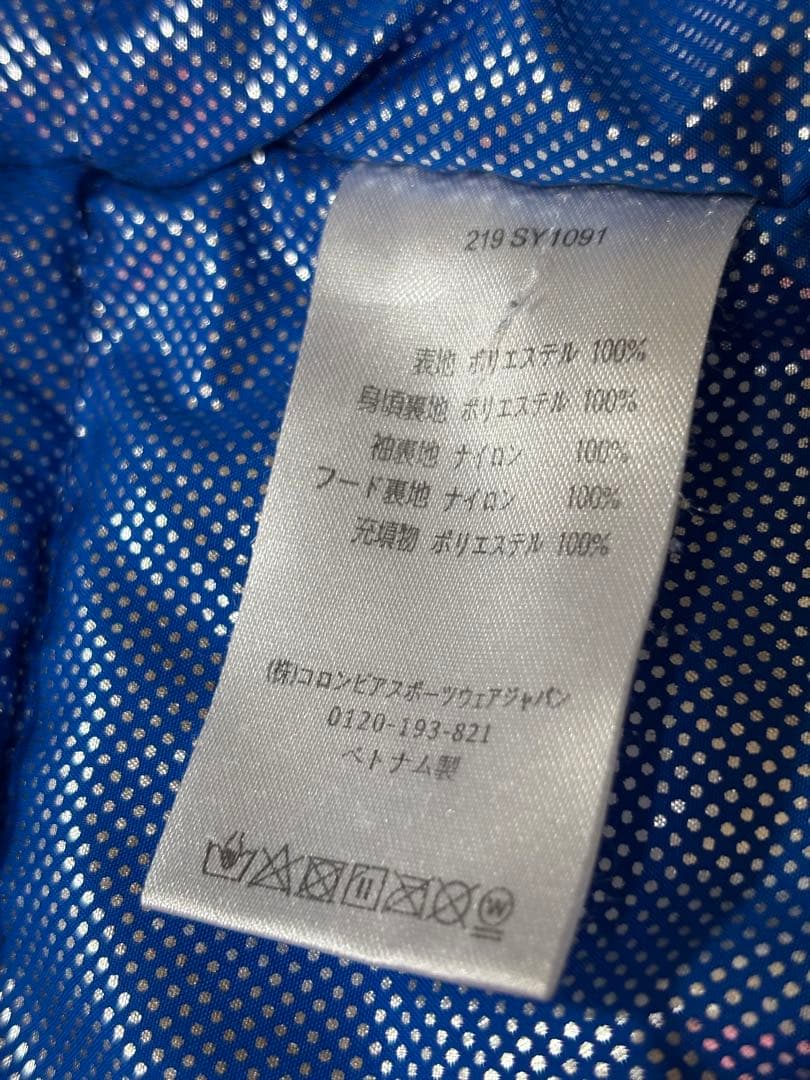 219 SY1091
表地 ポリエステル 100%
身頃裏地 ポリエステル 100%
袖裏地 ナイロン 100%
フード裏地 ナイロン 100%
充填物 ポリエステル 100%
(株)コロンビアスポーツウェアジャパン
0120-193-821
ベトナム製
W